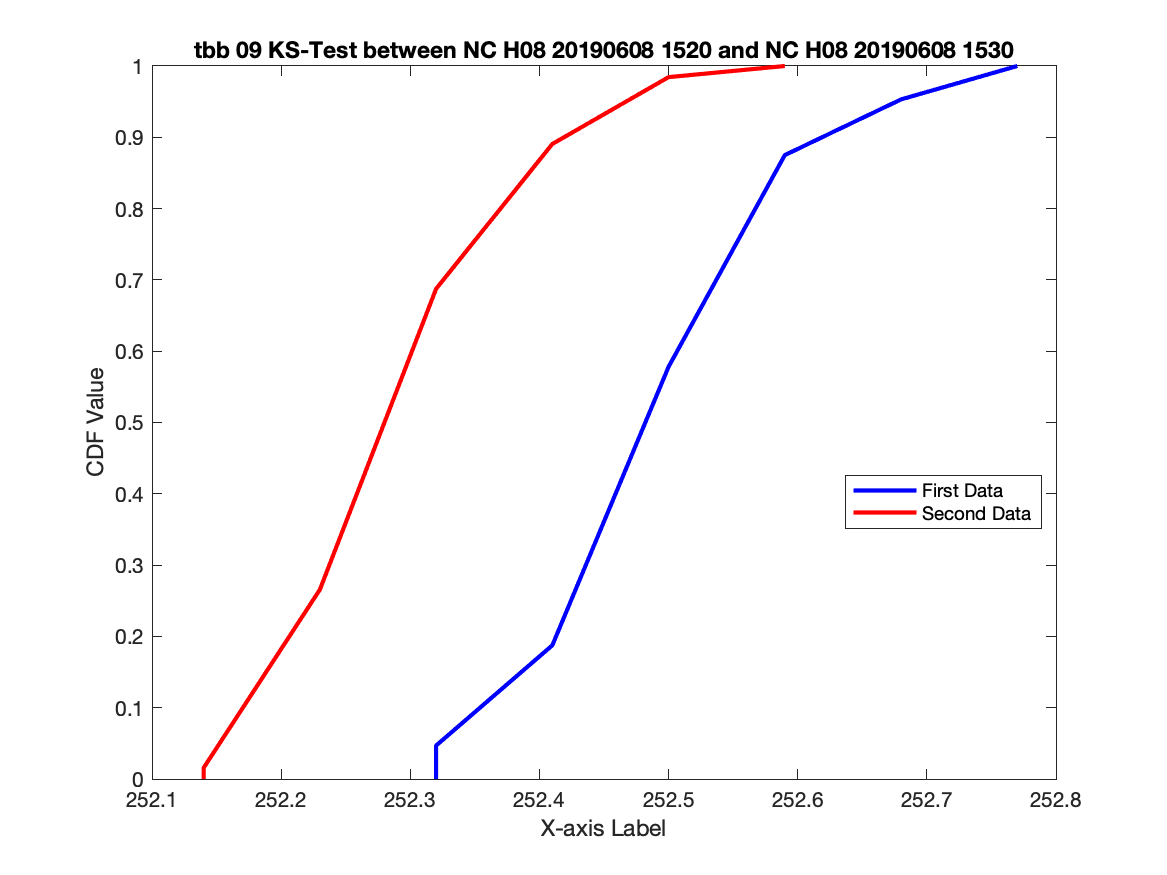 tbb 09 KS-Test between NC H08 20190608 1520 and NC H08 20190608 1530
1
0.9
0.8
0.7
0.6
0.5
0.4
0.3
0.2
0.1
0
CDF Value
First Data
Second Data
252.1 252.2 252.3 252.4 252.5 252.6 252.7 252.8
X-axis Label